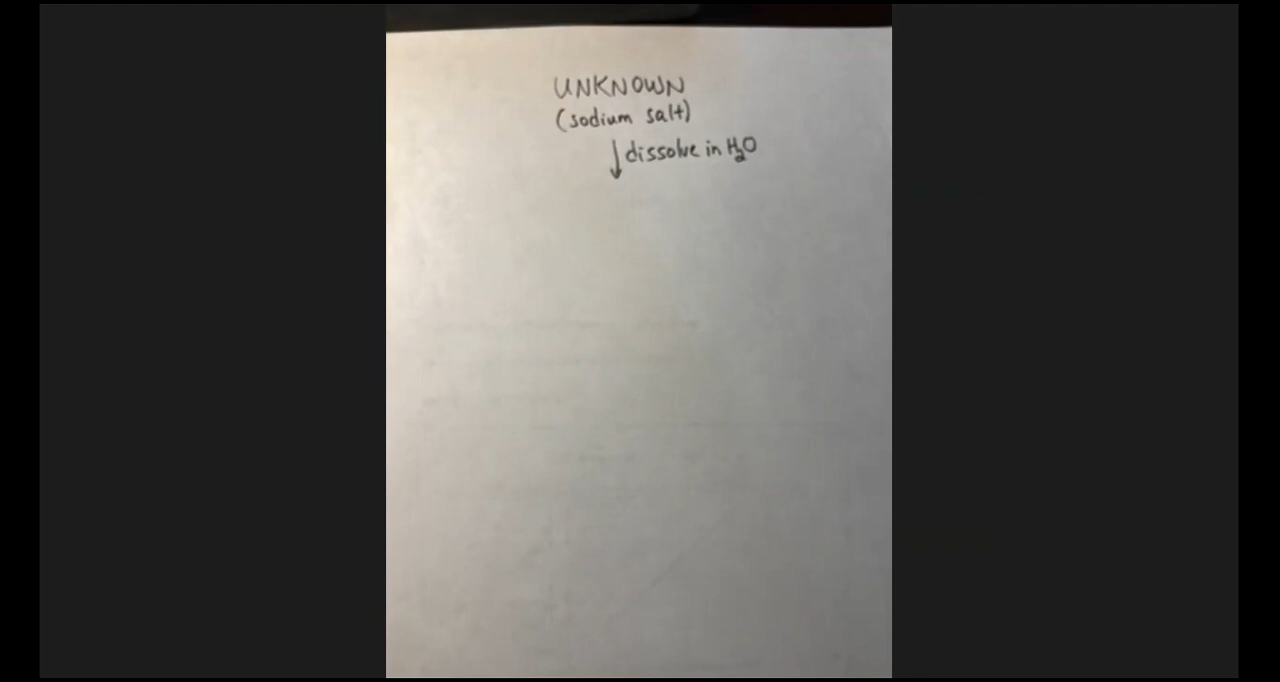 UNKNOWN
(sodium salt)
↓ dissolve in H₂O